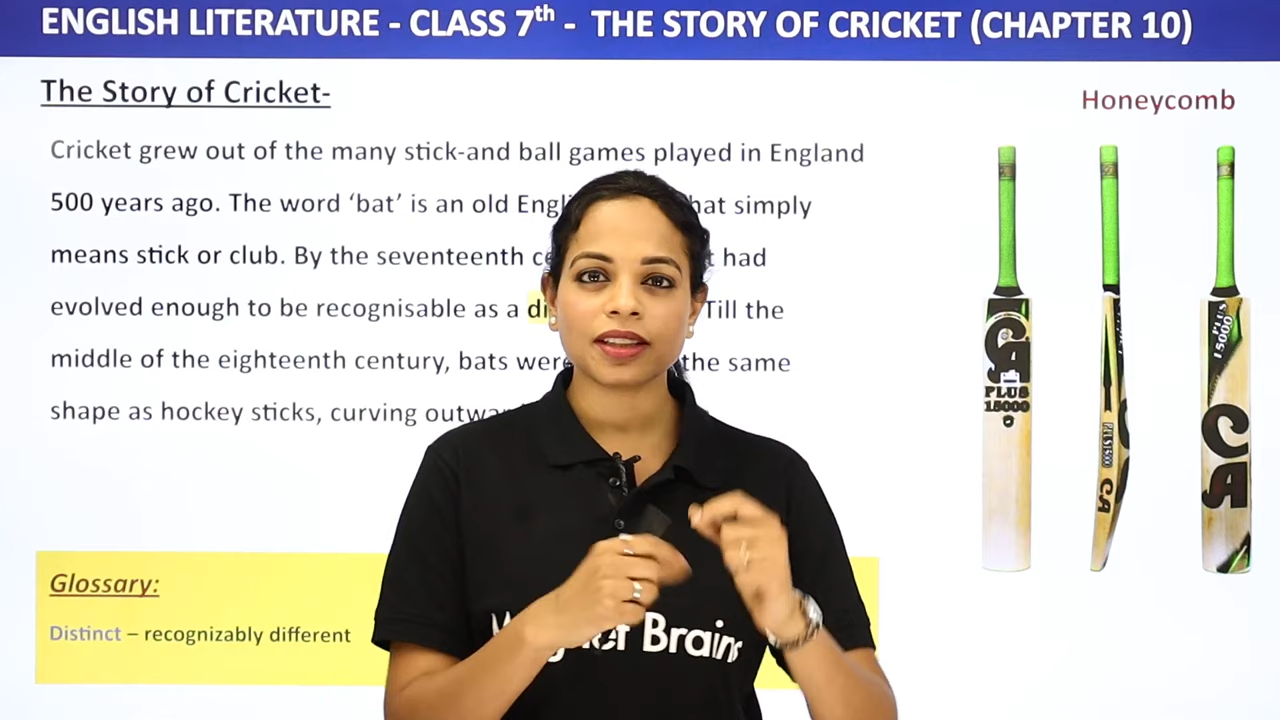 ENGLISH LITERATURE - CLASS 7th - THE STORY OF CRICKET (CHAPTER 10)
The Story of Cricket-
Honeycomb
Cricket grew out of the many stick-and ball games played in England
500 years ago. The word ‘bat’ is an old simply
means stick or club. By the seventeenth had
evolved enough to be recognisable as a Till the
middle of the eighteenth century, bats were the same
shape as hockey sticks, curving
CA
PLUS
15000
CA
PLUS
15000
CA
Glossary:
Distinct – recognizably different
Brains